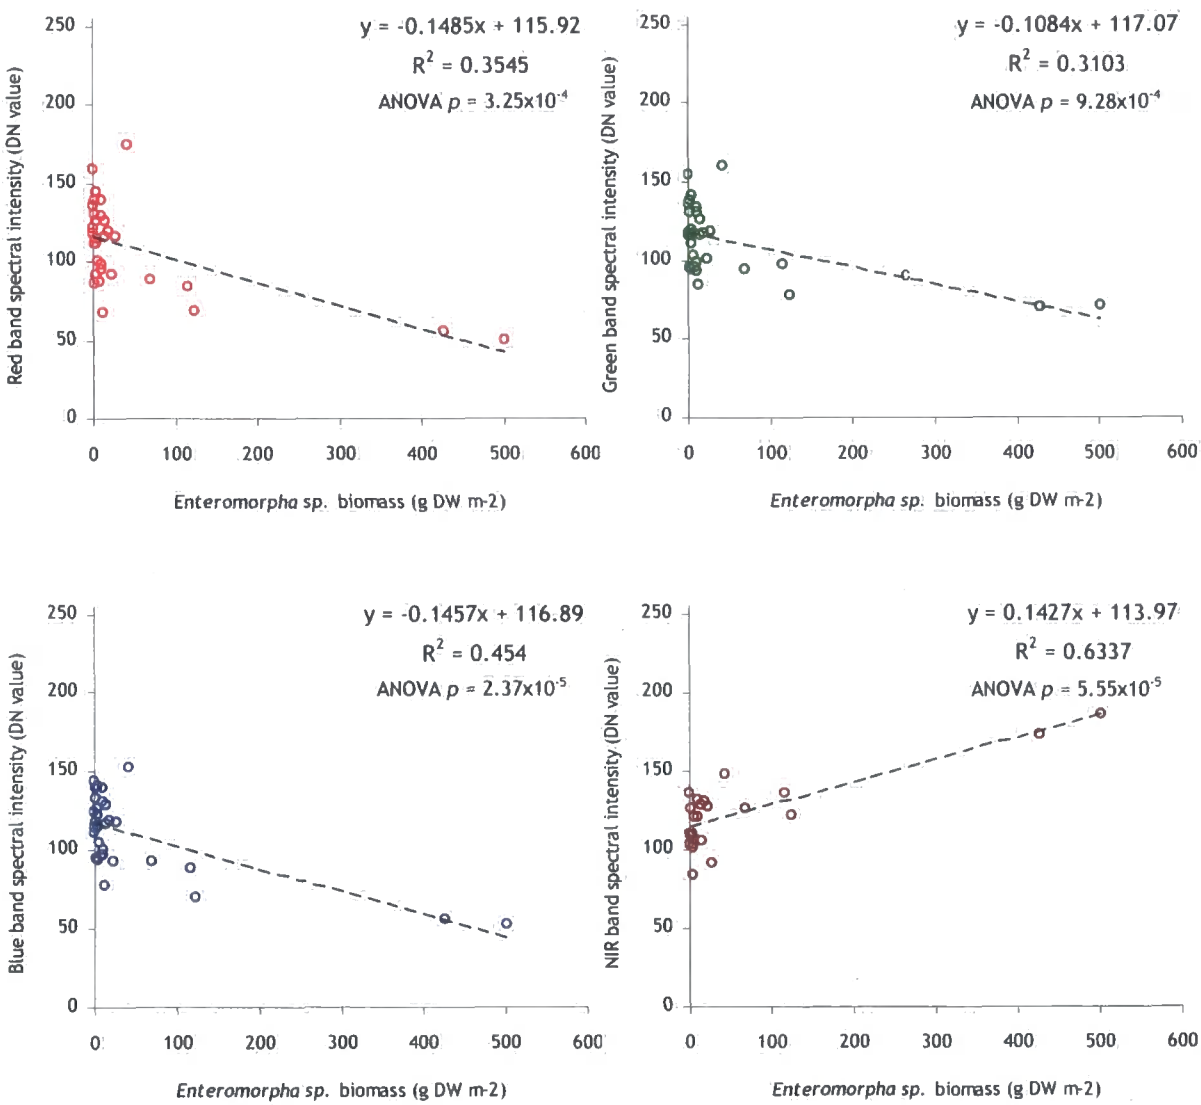 y = -0.1485x + 115.92
R² = 0.3545
ANOVA p = 3.25x10⁻⁴
Red band spectral intensity (DN value)
250
200
150
100
50
0
0 100 200 300 400 500 600
Enteromorpha sp. biomass (g DW m-2)
y = -0.1084x + 117.07
R² = 0.3103
ANOVA p = 9.28x10⁻⁴
Green band spectral intensity (DN value)
250
200
150
100
50
0
0 100 200 300 400 500 600
Enteromorpha sp. biomass (g DW m-2)
y = -0.1457x + 116.89
R² = 0.454
ANOVA p = 2.37x10⁻⁵
Blue band spectral intensity (DN value)
250
200
150
100
50
0
0 100 200 300 400 500 600
Enteromorpha sp. biomass (g DW m-2)
y = 0.1427x + 113.97
R² = 0.6337
ANOVA p = 5.55x10⁻⁵
NIR band spectral intensity (DN value)
250
200
150
100
50
0
0 100 200 300 400 500 600
Enteromorpha sp. biomass (g DW m-2)